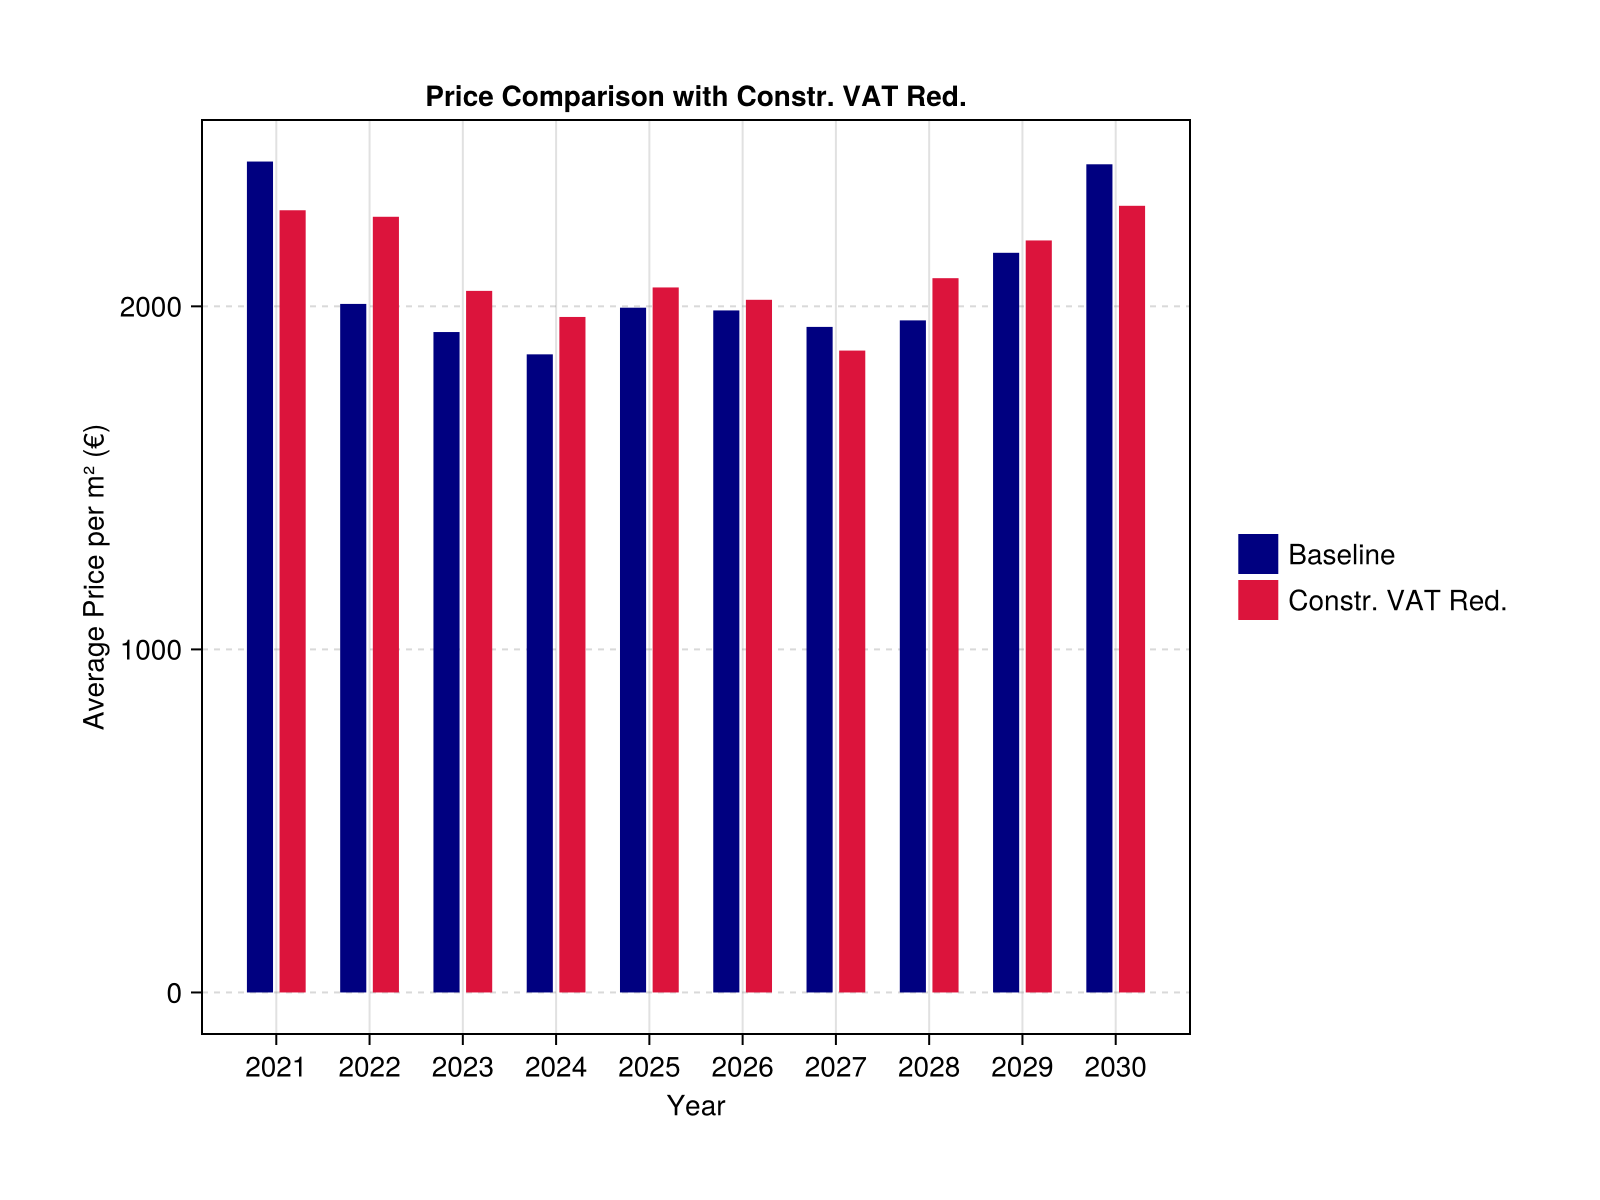 Price Comparison with Constr. VAT Red.
Average Price per m² (€)
2000
1000
0
2021 2022 2023 2024 2025 2026 2027 2028 2029 2030
Year
Baseline
Constr. VAT Red.